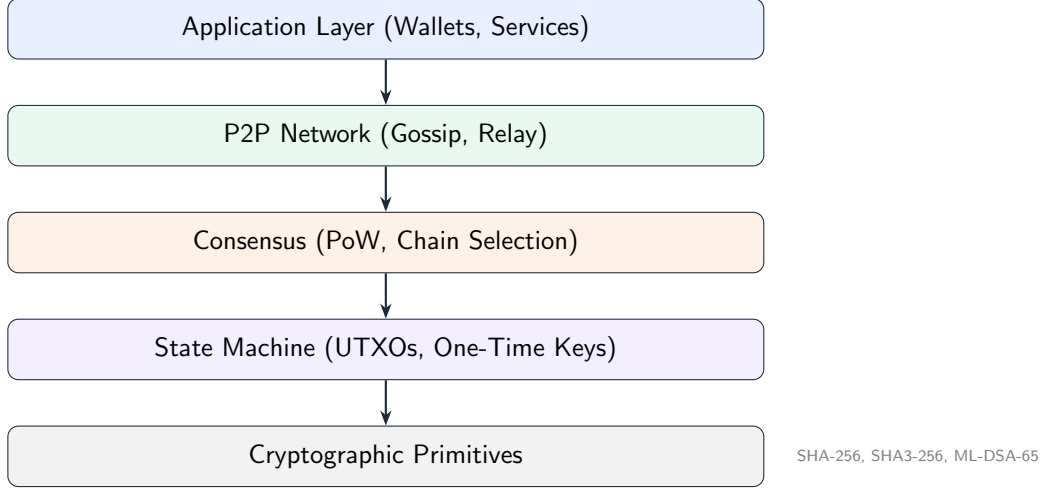 Application Layer (Wallets, Services)
P2P Network (Gossip, Relay)
Consensus (PoW, Chain Selection)
State Machine (UTXOs, One-Time Keys)
Cryptographic Primitives
SHA-256, SHA3-256, ML-DSA-65